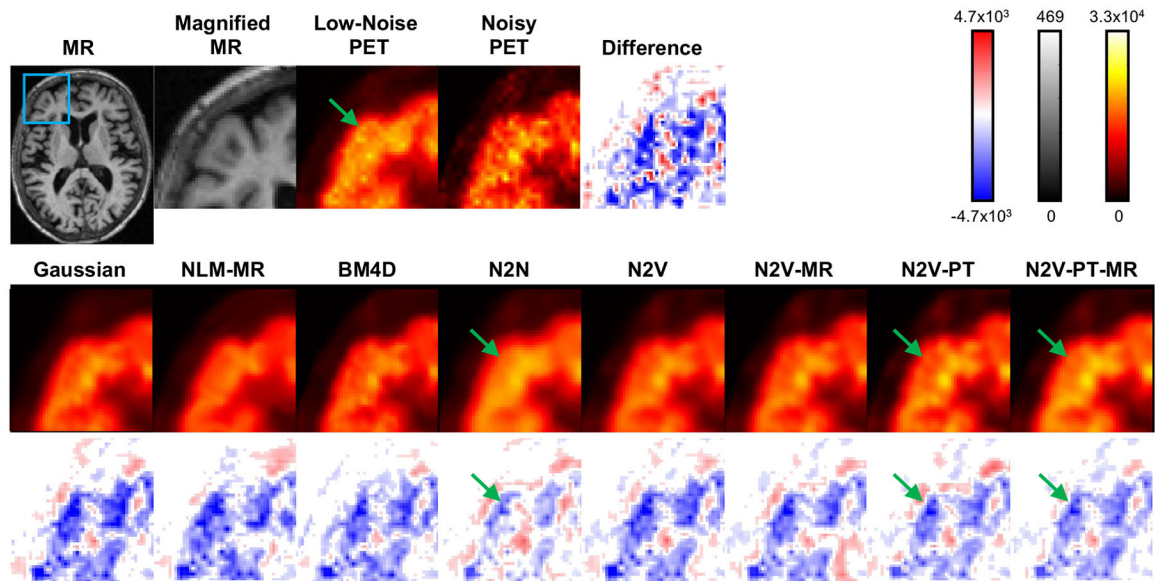 MR
Magnified
MR
Low-Noise
PET
Noisy
PET
Difference
4.7x10³
469
3.3x10⁴
-4.7x10³
0
0
Gaussian
NLM-MR
BM4D
N2N
N2V
N2V-MR
N2V-PT
N2V-PT-MR